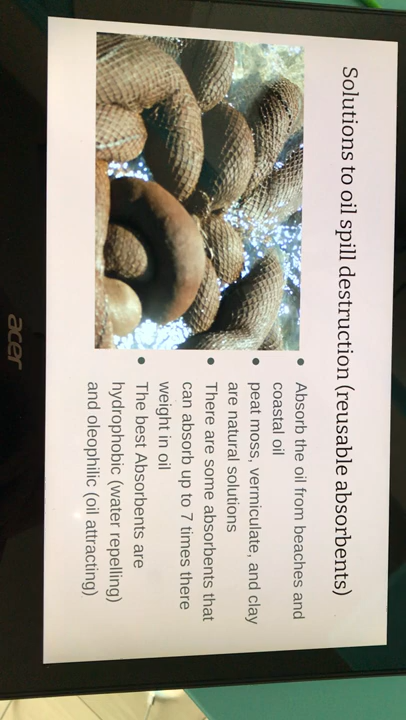 Solutions to oil spill destruction (reusable absorbents)
Absorb the oil from beaches and
coastal oil
peat moss, vermiculate, and clay
are natural solutions
There are some absorbents that
can absorb up to 7 times there
weight in oil
The best Absorbents are
hydrophobic (water repelling)
and oleophilic (oil attracting)
acer